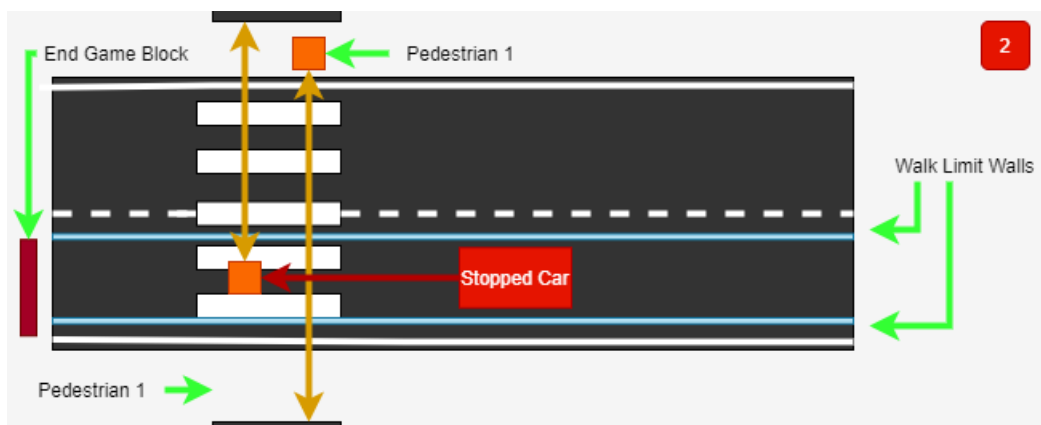 End Game Block
Pedestrian 1
2
Walk Limit Walls
Stopped Car
Pedestrian 1